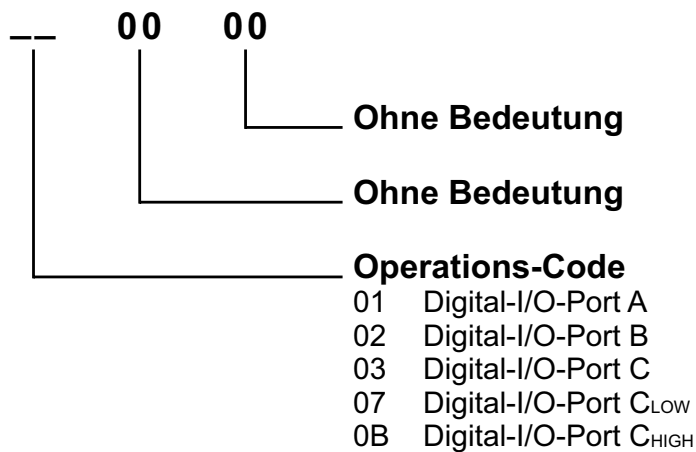 __ 00 00
Ohne Bedeutung
Ohne Bedeutung
Operations-Code
01 Digital-I/O-Port A
02 Digital-I/O-Port B
03 Digital-I/O-Port C
07 Digital-I/O-Port CLOW
0B Digital-I/O-Port CHIGH